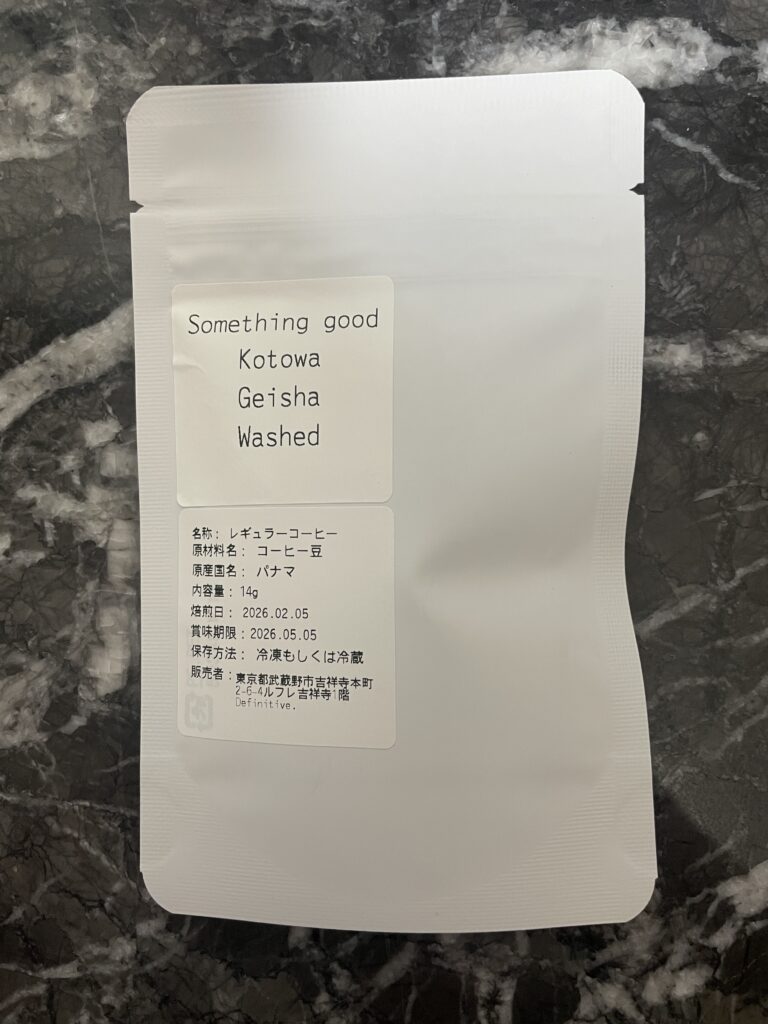 Something good
Kotowa
Geisha
Washed
名称： レギュラーコーヒー
原材料名： コーヒー豆
原産国名： パナマ
内容量： 14g
焙煎日： 2026.02.05
賞味期限：2026.05.05
保存方法： 冷凍もしくは冷蔵
販売者：東京都武蔵野市吉祥寺本町
2-6-4ルフレ吉祥寺1階
Definitive.